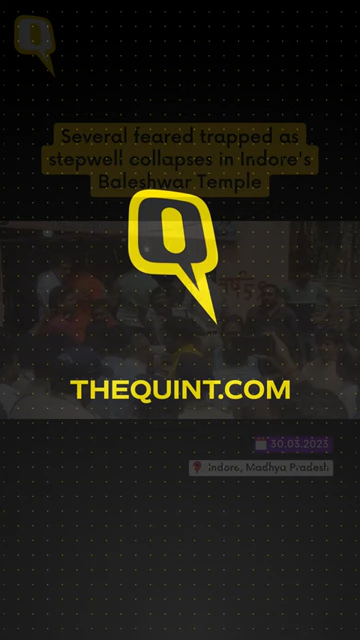 Several feared trapped as
stepwell collapses in Indore's
Baleshwar Temple
THEQUINT.COM
30.03.2023
Indore, Madhya Pradesh